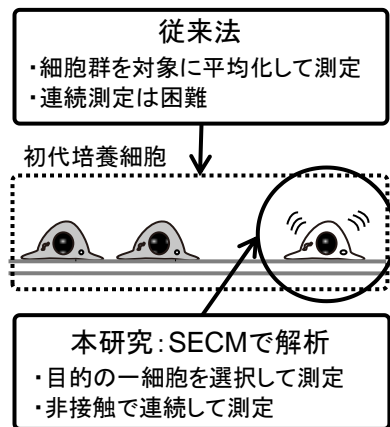 従来法
・細胞群を対象に平均化して測定
・連続測定は困難
初代培養細胞
本研究:SECMで解析
・目的の一細胞を選択して測定
・非接触で連続して測定